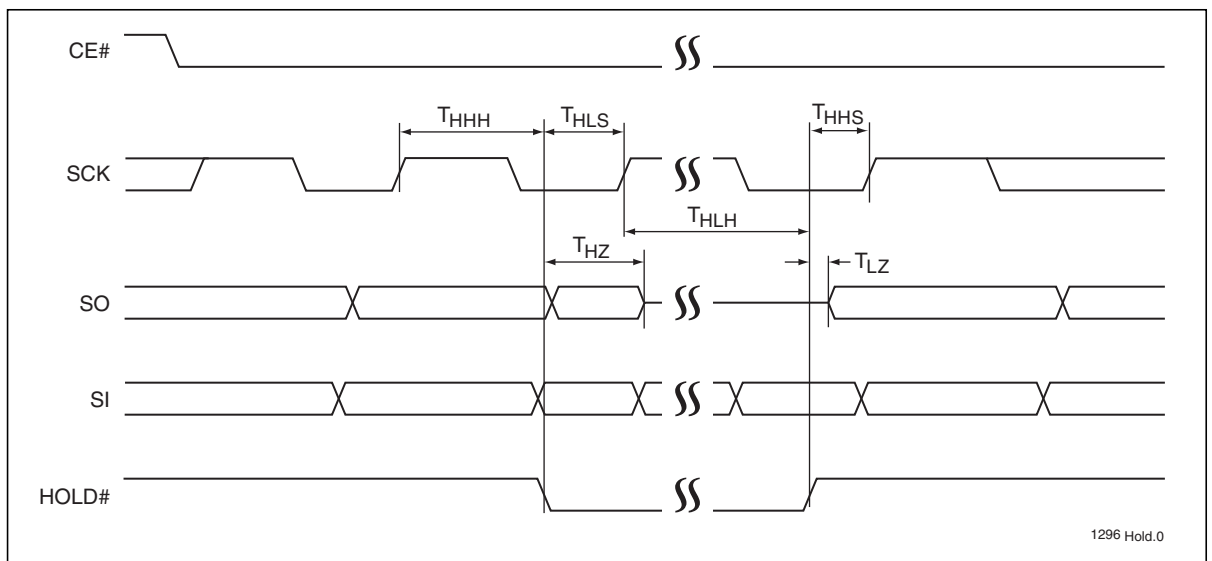 CE#
THHH
THLS
THHS
SCK
THLH
THZ
TLZ
SO
SI
HOLD#
1296 Hold.0